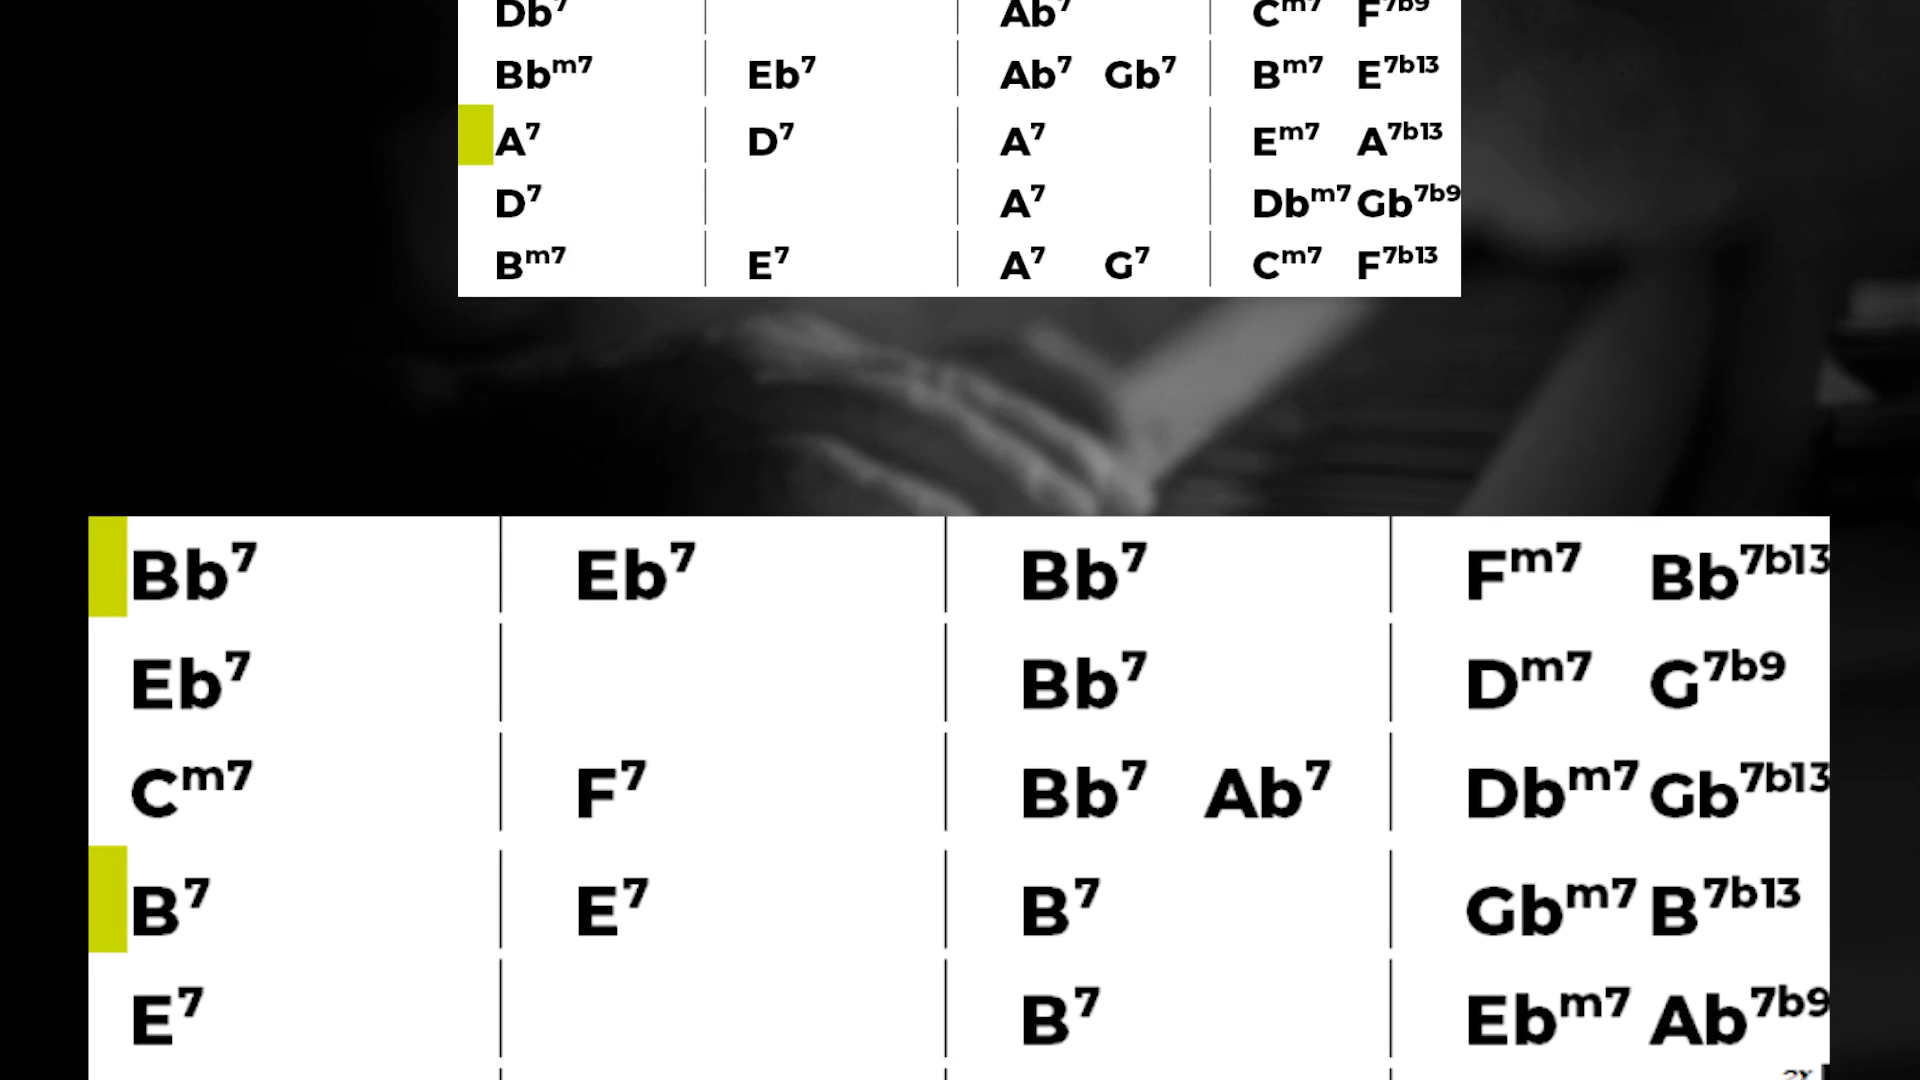 Db7 Ab7 Cm7 F7b9
Bbm7 Eb7 Ab7 Gb7 Bm7 E7b13
A7 D7 A7 Em7 A7b13
D7 A7 Dbm7 Gb7b9
Bm7 E7 A7 G7 Cm7 F7b13
Bb7 Eb7 Bb7 Fm7 Bb7b13
Eb7 Bb7 Dm7 G7b9
Cm7 F7 Bb7 Ab7 Dbm7 Gb7b13
B7 E7 B7 Gbm7 B7b13
E7 B7 Ebm7 Ab7b9